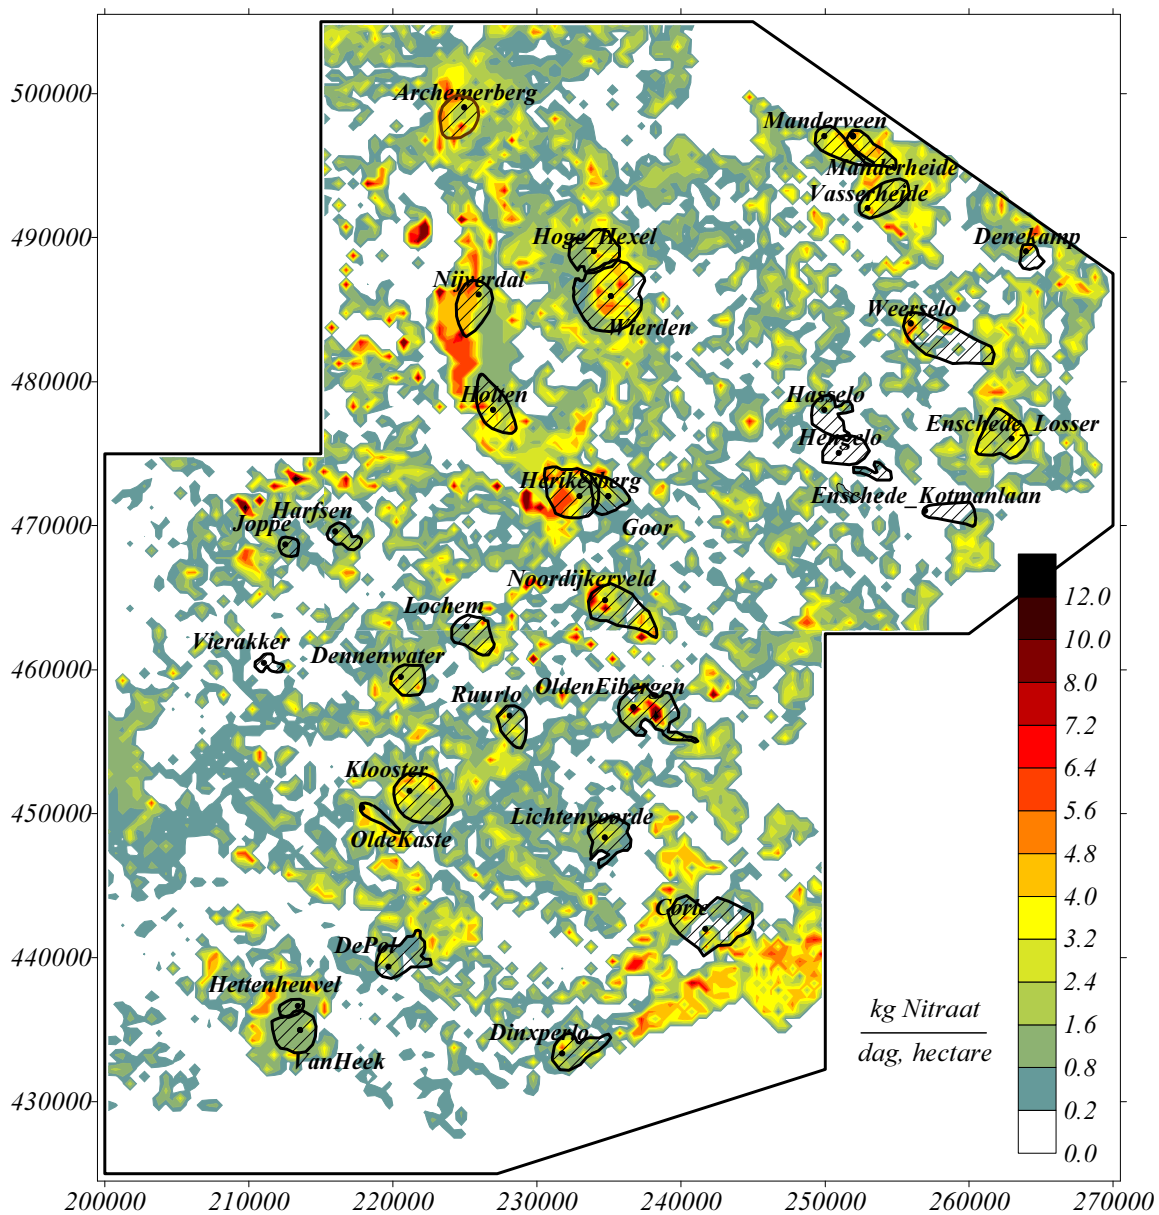 500000
490000
480000
470000
460000
450000
440000
430000
200000
210000
220000
230000
240000
250000
260000
270000
Archemerberg
Manderveen
Manderheide
Vasserheide
Hoge_Hexel
Denekamp
Nijverdal
Weerselo
Wierden
Holten
Hasselo
Enschede_Losser
Hengelo
Herikerberg
Enschede_Kotmanlaan
Harfsen
Joppe
Goor
Noordijkerveld
Lochem
Vierakker
Dennenwater
Ruurlo
OldenEibergen
Klooster
Lichtenvoorde
OldeKaste
Corle
DePol
Hettenheuvel
Dinxperlo
VanHeek
12.0
10.0
8.0
7.2
6.4
5.6
4.8
4.0
3.2
2.4
1.6
0.8
0.2
0.0
kg Nitraat
dag, hectare